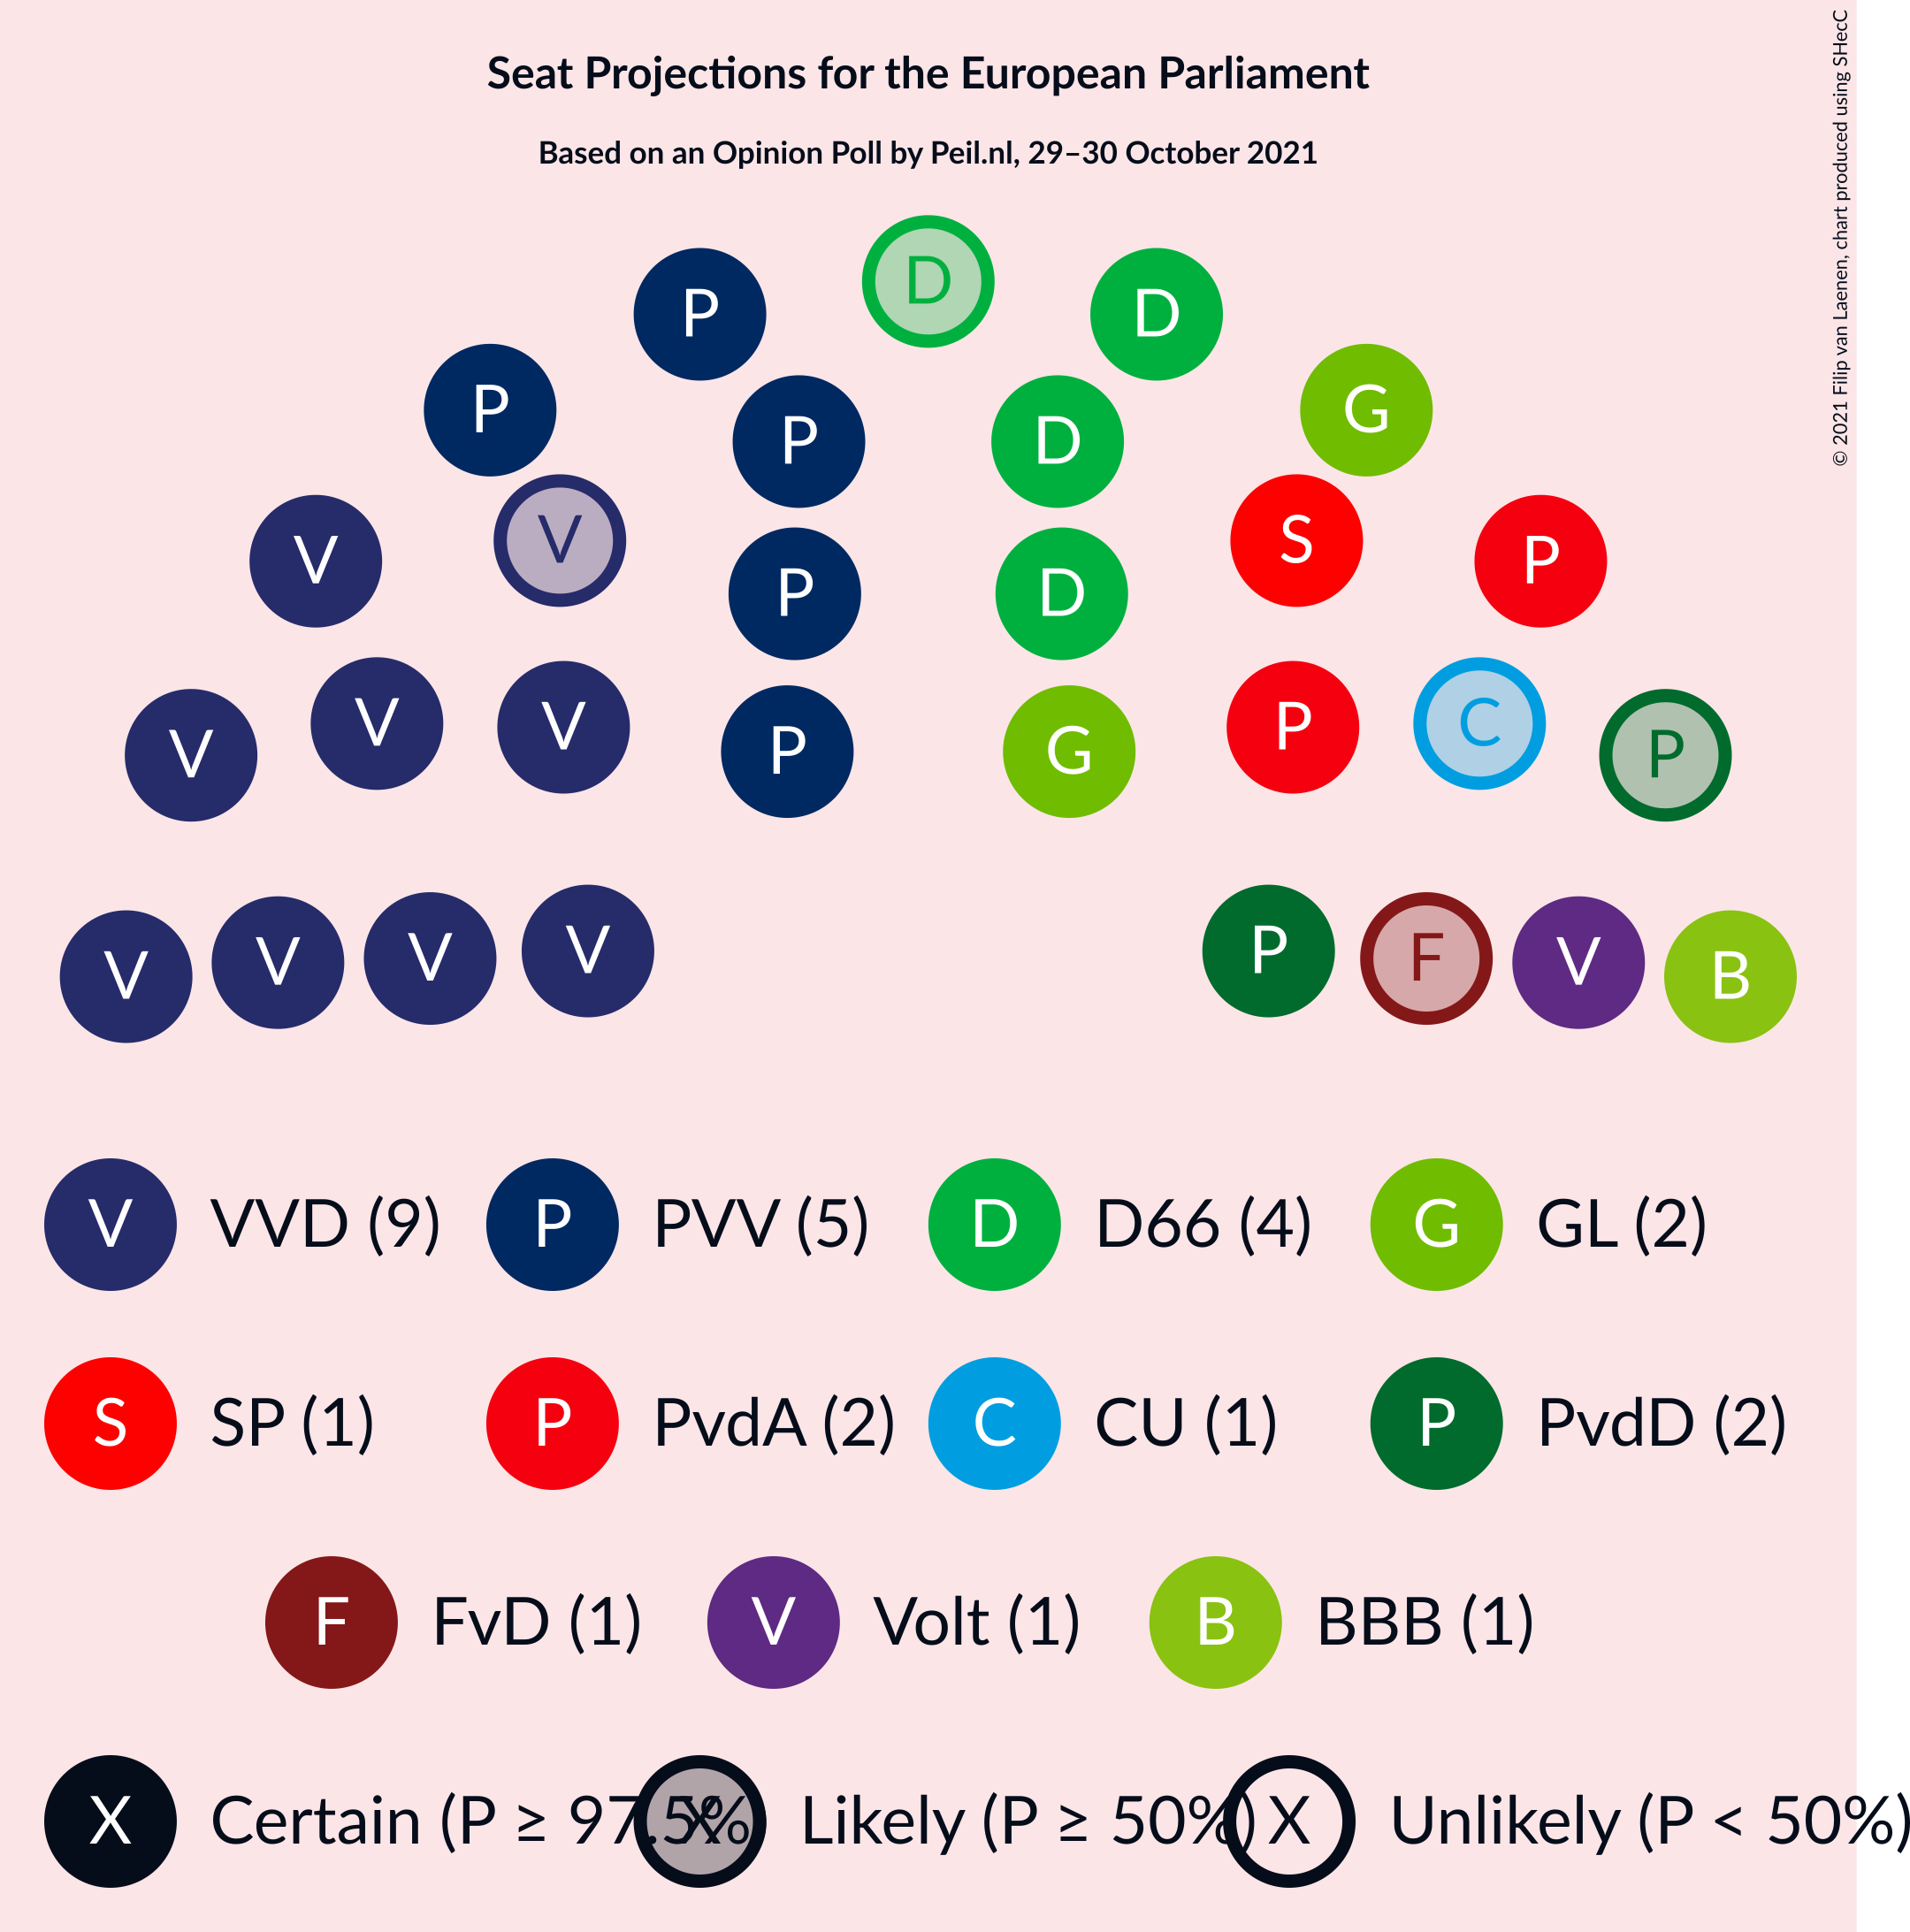 Seat Projections for the European Parliament
Based on an Opinion Poll by Peil.nl, 29–30 October 2021
© 2021 Filip van Laenen, chart produced using SHecC
D
P D
P G
P D
V S
V P
P D
V C
V P
P G
V P
V P
V F
V V
V B
V VVD (9) P PVV (5) D D66 (4) G GL (2)
S SP (1) P PvdA (2) C CU (1) P PvdD (2)
F FvD (1) V Volt (1) B BBB (1)
X Certain (P ≥ 97.5% X Likely (P ≥ 50%) X Unlikely (P < 50%)